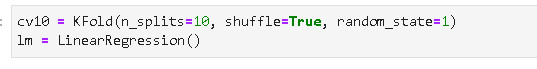 cv10 = KFold(n_splits=10, shuffle=True, random_state=1)
lm = LinearRegression()